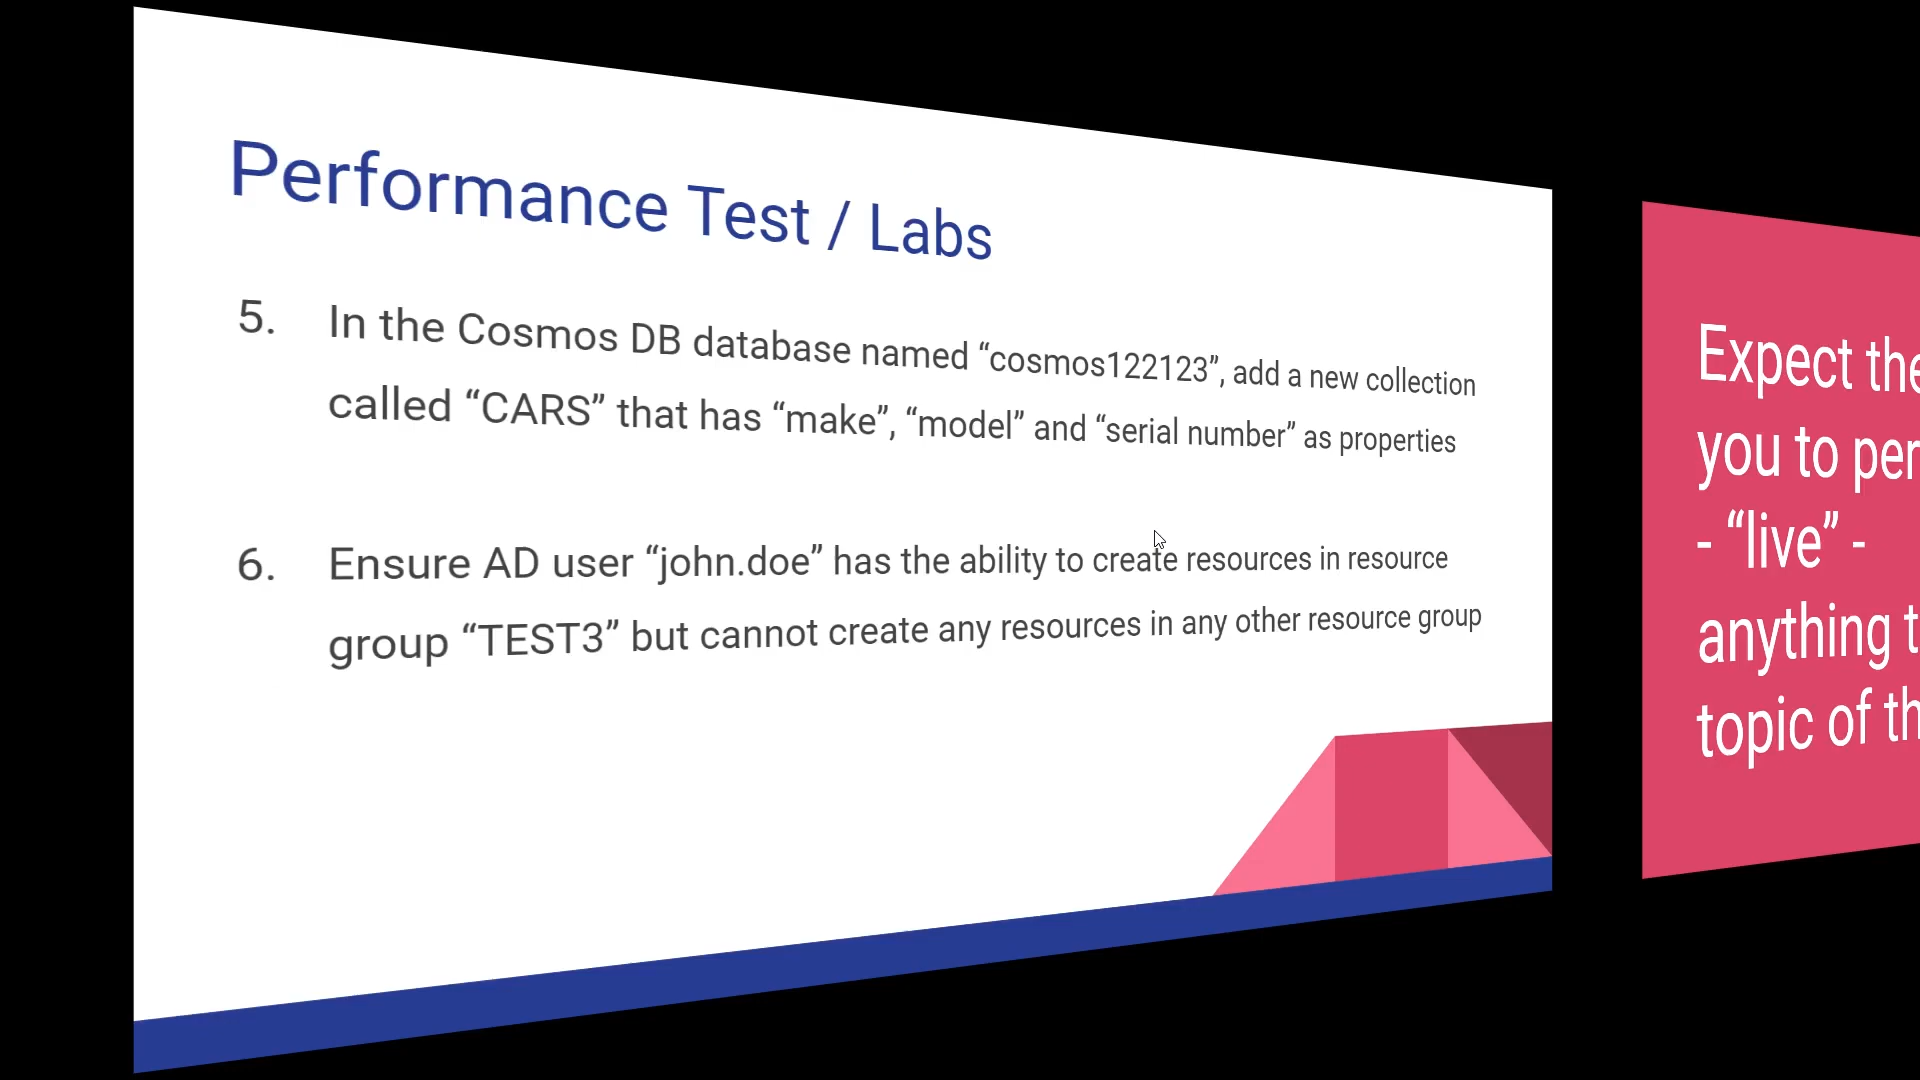 Performance Test / Labs
5. In the Cosmos DB database named “cosmos122123”, add a new collection
called “CARS” that has “make”, “model” and “serial number” as properties
6. Ensure AD user “john.doe” has the ability to create resources in resource
group “TEST3” but cannot create any resources in any other resource group
Expect the
you to
- “live” -
anything
topic of